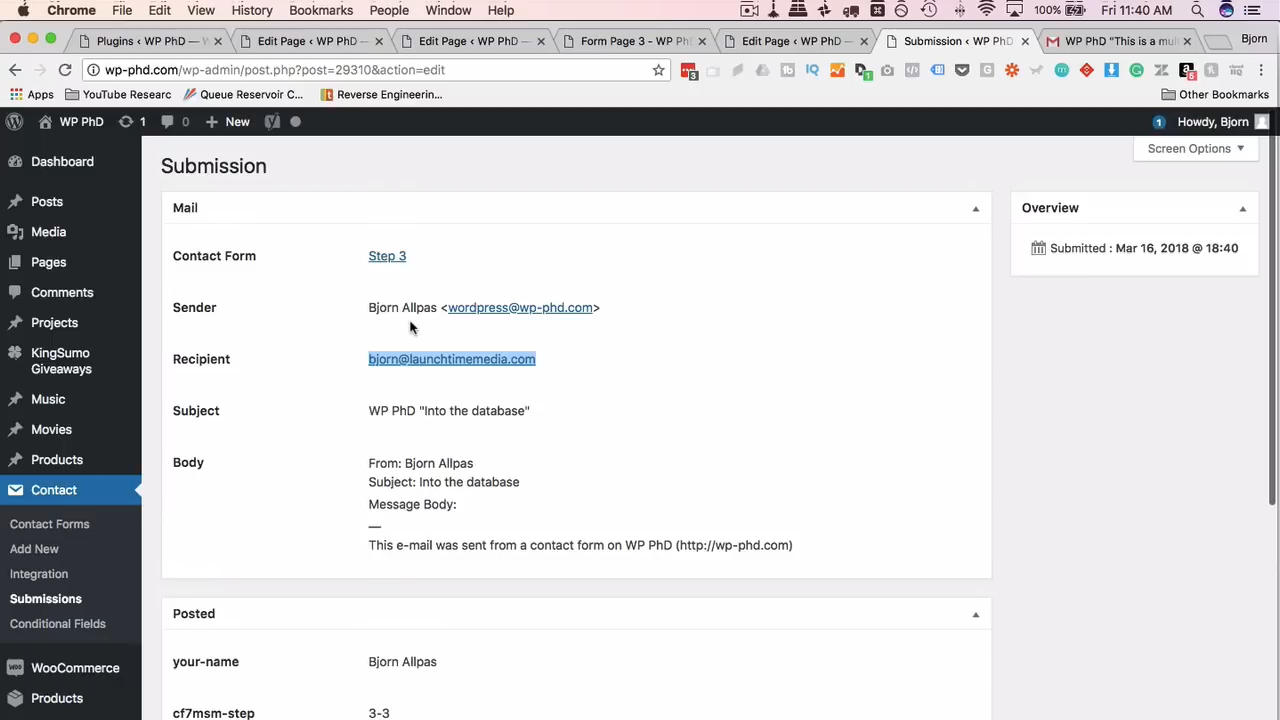 Chrome File Edit View History Bookmarks People Window Help 100% Fri 11:40 AM
Plugins ‹ WP PhD — W Edit Page ‹ WP PhD — Edit Page ‹ WP PhD — Form Page 3 - WP Ph Edit Page ‹ WP PhD — Submission ‹ WP PhD WP PhD "This is a mul Bjorn
wp-phd.com/wp-admin/post.php?post=29310&action=edit
Apps YouTube Researc Queue Reservoir C... Reverse Engineerin... Other Bookmarks
WP PhD 1 0 New 1 Howdy, Bjorn
Screen Options
Dashboard
Posts
Media
Pages
Comments
Projects
KingSumo
Giveaways
Music
Movies
Products
Contact
Contact Forms
Add New
Integration
Submissions
Conditional Fields
WooCommerce
Products
Submission
Mail
Contact Form Step 3
Sender Bjorn Allpas <wordpress@wp-phd.com>
Recipient bjorn@launchtimemedia.com
Subject WP PhD "Into the database"
Body From: Bjorn Allpas
Subject: Into the database
Message Body:
—
This e-mail was sent from a contact form on WP PhD (http://wp-phd.com)
Posted
your-name Bjorn Allpas
cf7msm-step 3-3
Overview
Submitted : Mar 16, 2018 @ 18:40